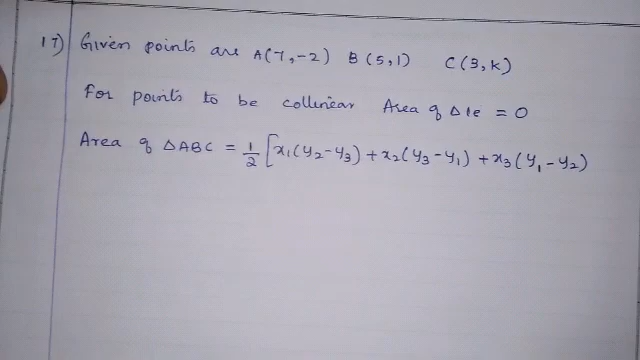 17) Given points are A(7,-2) B(5,1) C(3,K)
For points to be collinear Area of Δle = 0
Area of ΔABC = 1/2 [x₁(y₂-y₃)+x₂(y₃-y₁)+x₃(y₁-y₂)